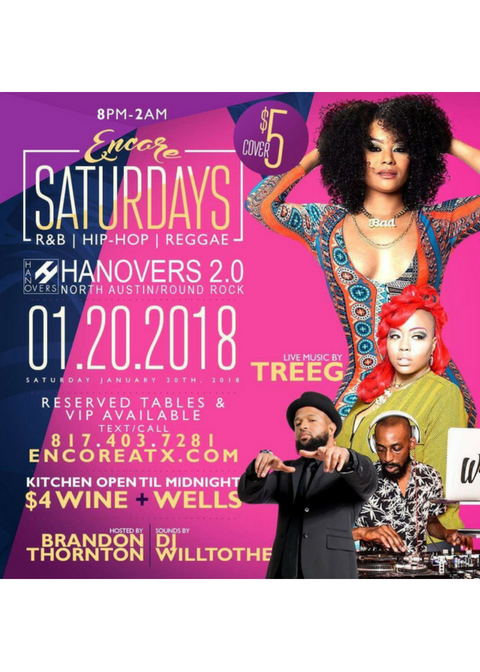 8PM-2AM
Encore
SATURDAYS
R&B | HIP-HOP | REGGAE
$5
COVER
HANOVERS
HANOVERS 2.0
NORTH AUSTIN/ROUND ROCK
01.20.2018
SATURDAY JANUARY 20TH, 2018
RESERVED TABLES &
VIP AVAILABLE
TEXT/CALL
817.403.7281
ENCOREATX.COM
KITCHEN OPEN TIL MIDNIGHT
$4 WINE + WELLS
HOSTED BY
BRANDON
THORNTON
SOUNDS BY
DJ
WILLTOTHE
LIVE MUSIC BY
TREEG
Bad